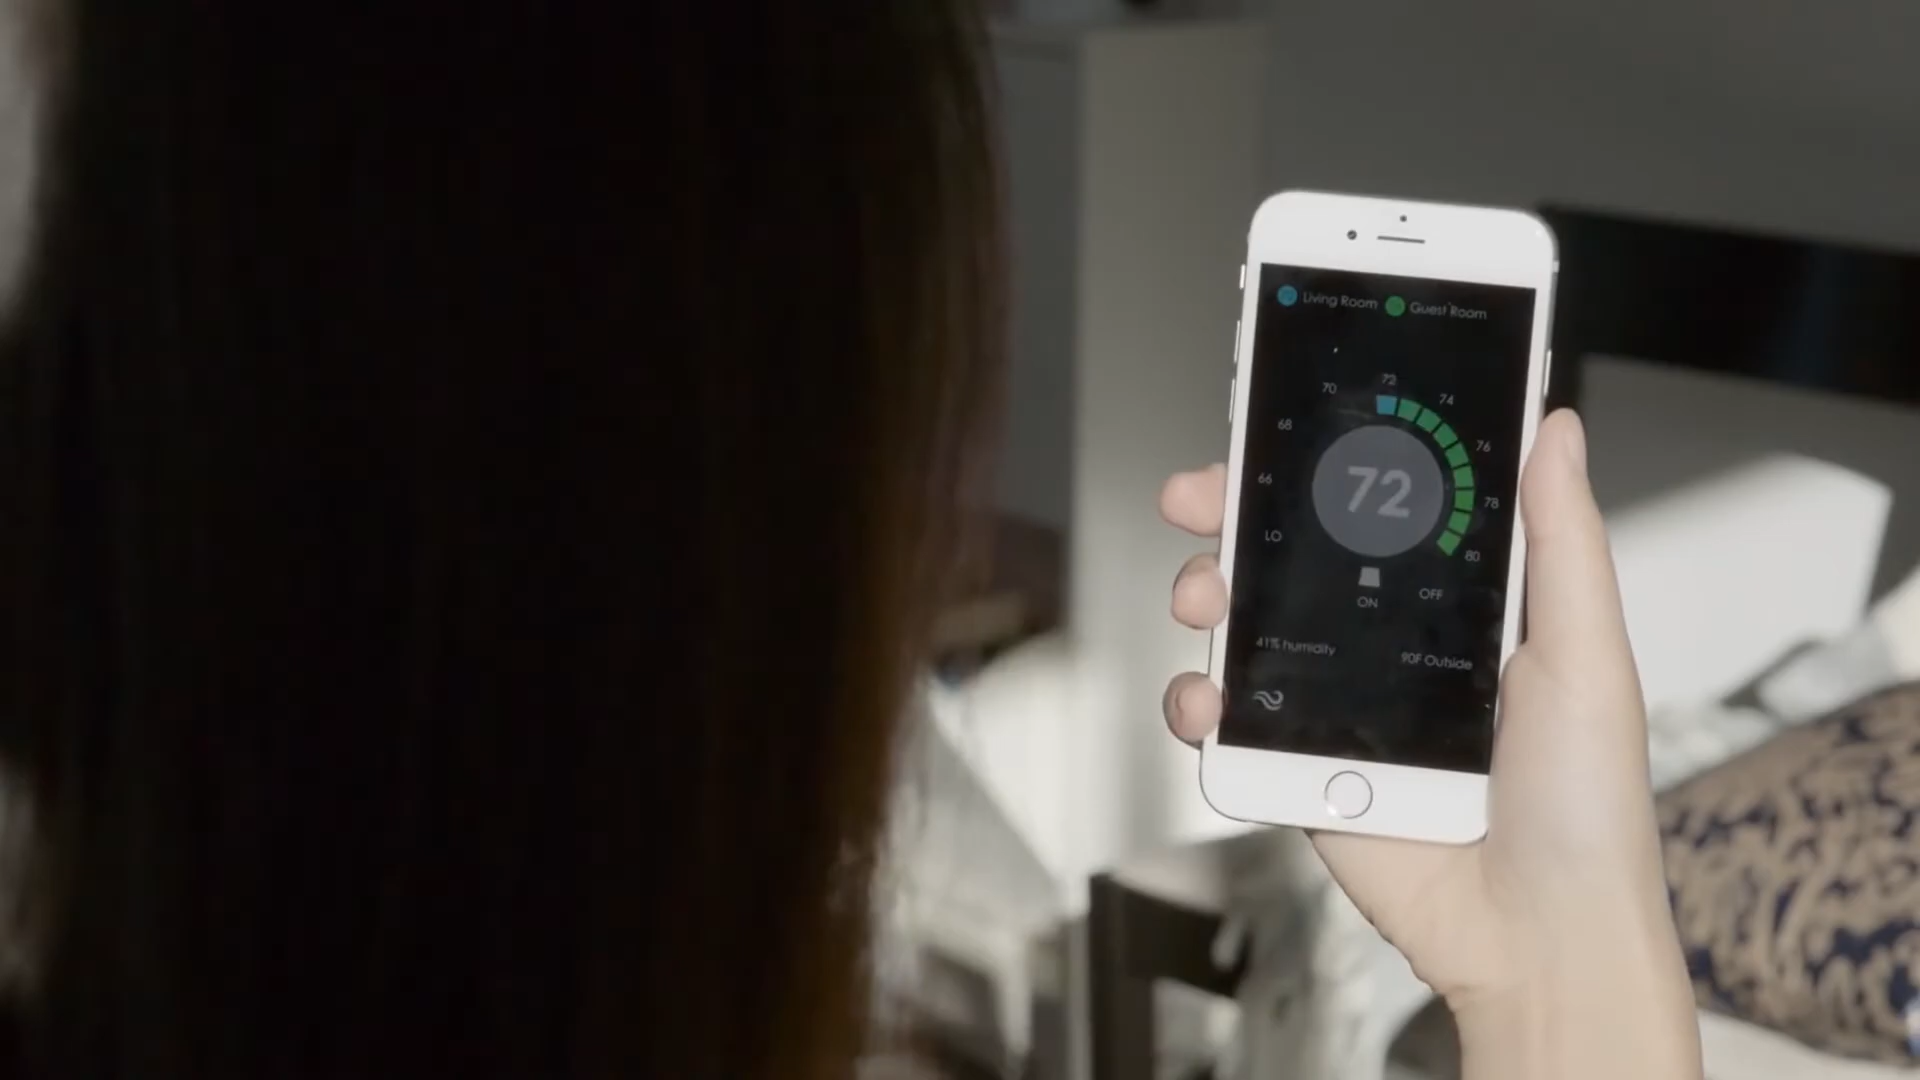 Living Room Guest Room
72
70 74
68 76
66 72 78
LO 80
ON OFF
41% humidity 90F Outside